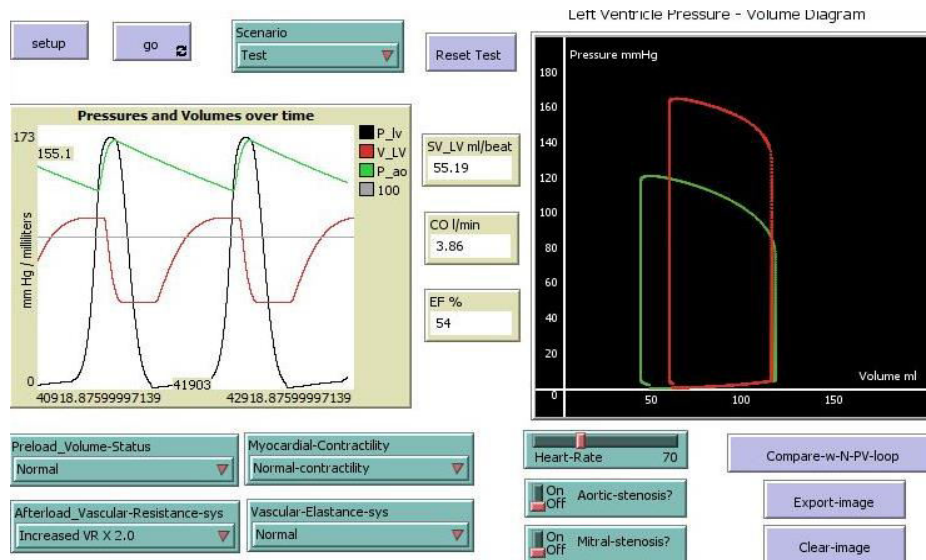 Left Ventricle Pressure - Volume Diagram
setup
go
Scenario
Test
Reset Test
Pressures and Volumes over time
173
155.1
P_lv
V_LV
P_ao
100
mm Hg / milliliters
0
41903
40918.87599997139
42918.87599997139
SV_LV ml/beat
55.19
CO l/min
3.86
EF %
54
Pressure mmHg
180
160
140
120
100
80
60
40
20
0
50
100
150
Volume ml
Preload_Volume-Status
Normal
Myocardial-Contractility
Normal-contractility
Afterload_Vascular-Resistance-sys
Increased VR X 2.0
Vascular-Elastance-sys
Normal
Heart-Rate 70
On
Off
Aortic-stenosis?
On
Off
Mitral-stenosis?
Compare-w-N-PV-loop
Export-image
Clear-image